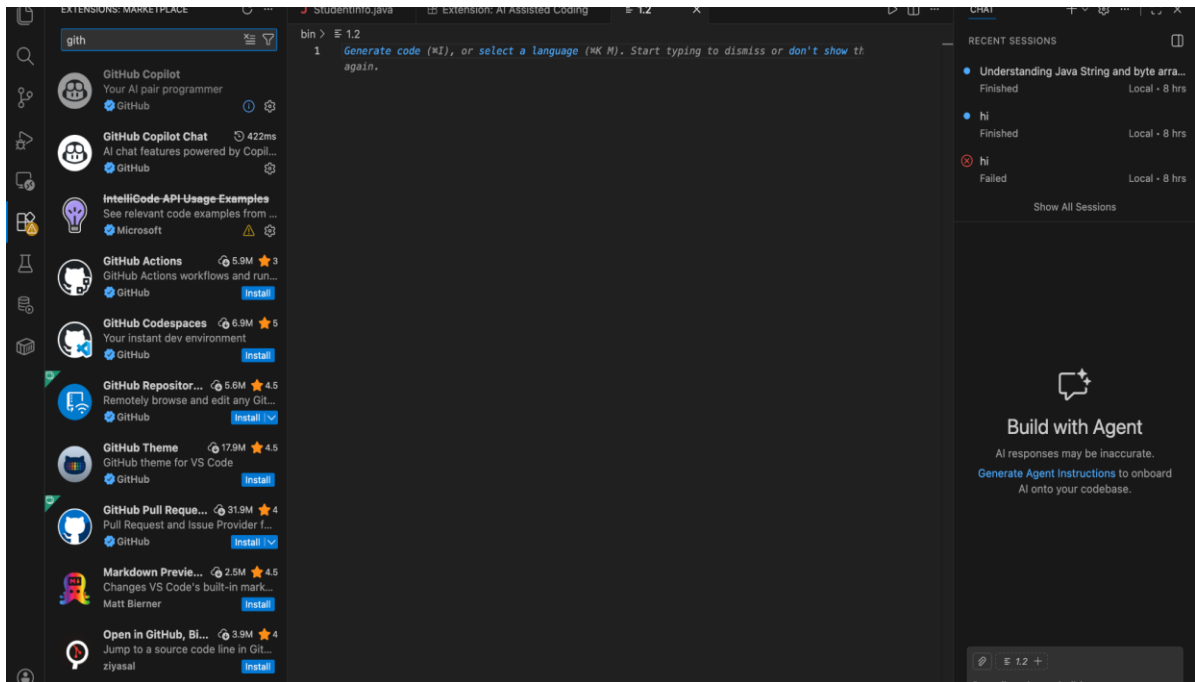 EXTENSIONS: MARKETPLACE
gith
GitHub Copilot
Your AI pair programmer
GitHub
GitHub Copilot Chat 422ms
AI chat features powered by Copil...
GitHub
IntelliCode API Usage Examples
See relevant code examples from ...
Microsoft
GitHub Actions 5.9M 3
GitHub Actions workflows and run...
GitHub Install
GitHub Codespaces 6.9M 5
Your instant dev environment
GitHub Install
GitHub Repositor... 5.6M 4.5
Remotely browse and edit any Git...
GitHub Install
GitHub Theme 17.9M 4.5
GitHub theme for VS Code
GitHub Install
GitHub Pull Reque... 31.9M 4
Pull Request and Issue Provider f...
GitHub Install
Markdown Previe... 2.5M 4.5
Changes VS Code's built-in mark...
Matt Bierner Install
Open in GitHub, Bi... 3.9M 4
Jump to a source code line in Git...
ziyasal Install
StudentInfo.java Extension: AI Assisted Coding 1.2
bin > 1.2
1 Generate code (⌘I), or select a language (⌘K M). Start typing to dismiss or don't show th
again.
CHAT
RECENT SESSIONS
Understanding Java String and byte arra...
Finished Local • 8 hrs
hi
Finished Local • 8 hrs
hi
Failed Local • 8 hrs
Show All Sessions
Build with Agent
AI responses may be inaccurate.
Generate Agent Instructions to onboard
AI onto your codebase.
1.2